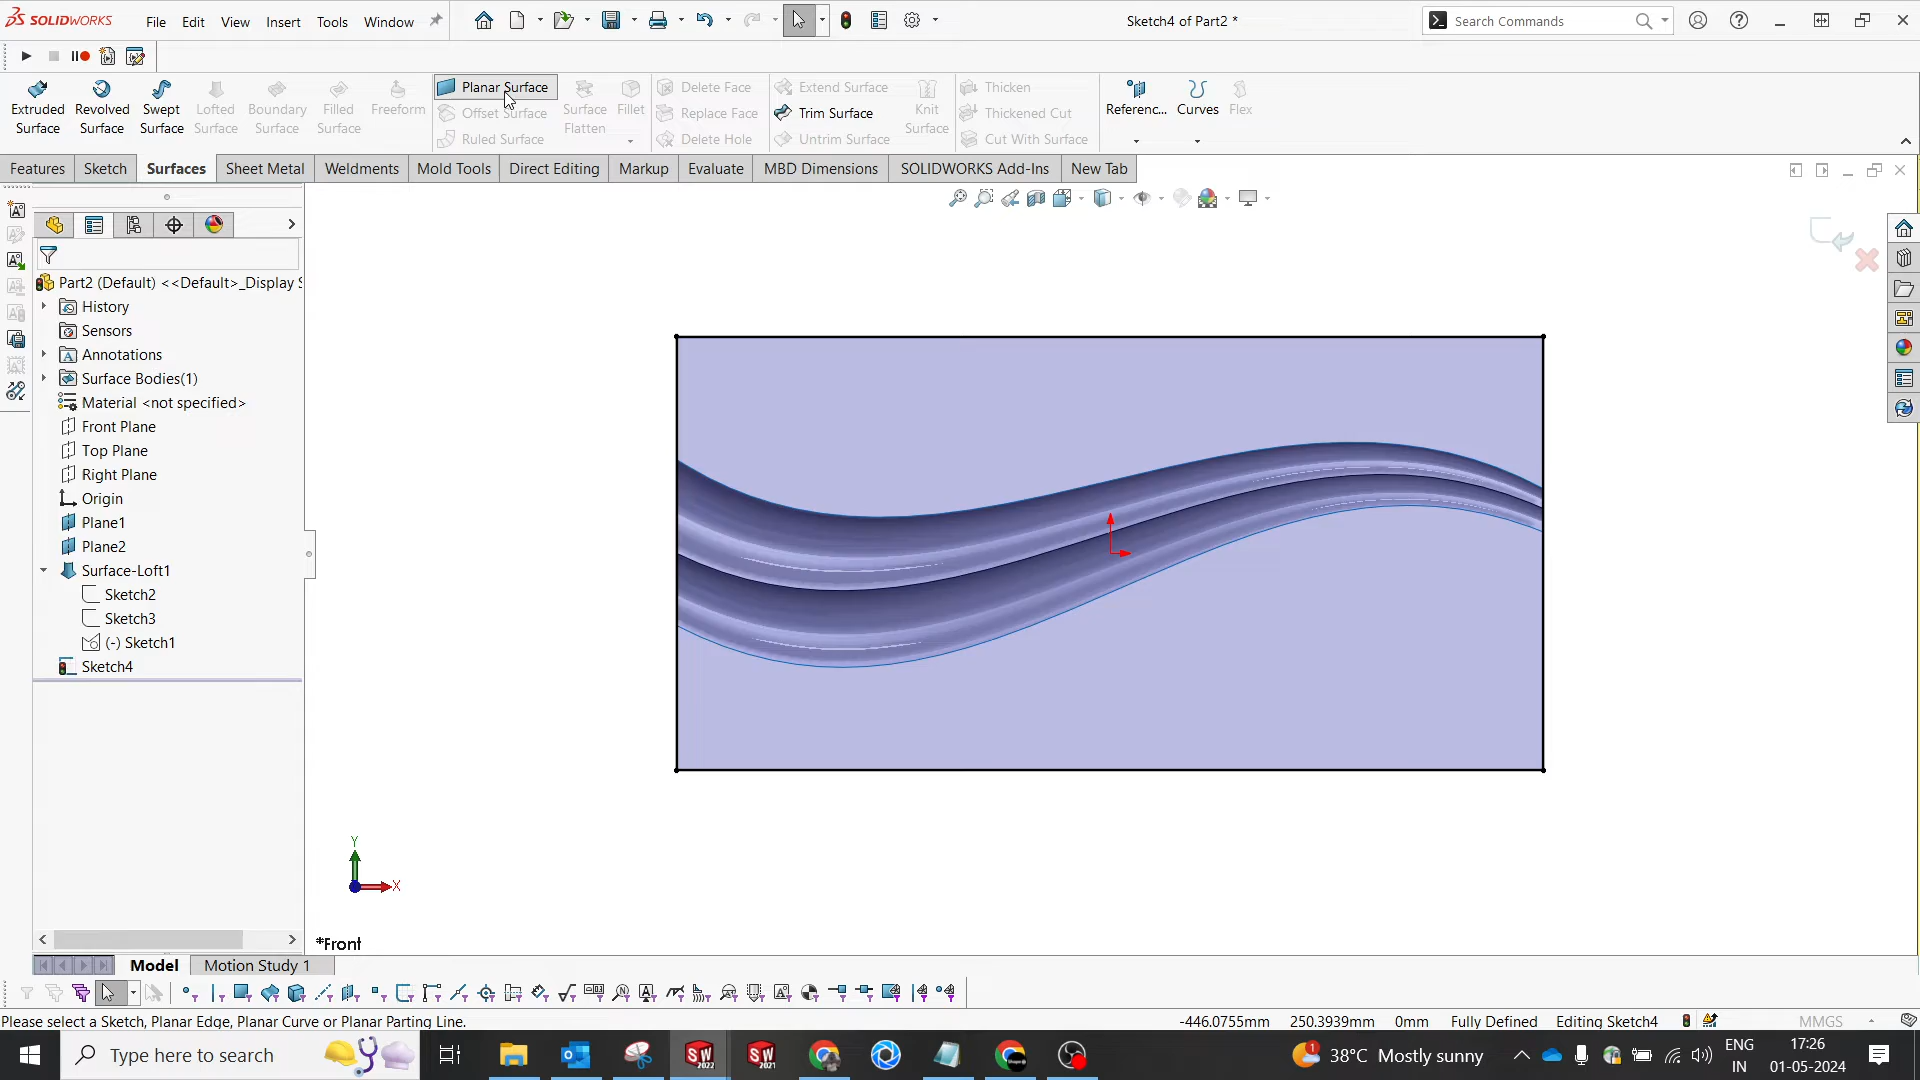 SOLIDWORKS File Edit View Insert Tools Window Sketch4 of Part2 * Search Commands
Planar Surface Delete Face Extend Surface Thicken
Extruded Surface Revolved Surface Swept Surface Lofted Surface Boundary Surface Filled Surface Freeform Offset Surface Surface Flatten Fillet Replace Face Trim Surface Knit Surface Thickened Cut Referenc... Curves Flex
Ruled Surface Delete Hole Untrim Surface Cut With Surface
Features Sketch Surfaces Sheet Metal Weldments Mold Tools Direct Editing Markup Evaluate MBD Dimensions SOLIDWORKS Add-Ins New Tab
Part2 (Default) <<Default>_Display S
History
Sensors
Annotations
Surface Bodies(1)
Material <not specified>
Front Plane
Top Plane
Right Plane
Origin
Plane1
Plane2
Surface-Loft1
Sketch2
Sketch3
(-) Sketch1
Sketch4
Y
X
*Front
Model Motion Study 1
Please select a Sketch, Planar Edge, Planar Curve or Planar Parting Line. -446.0755mm 250.3939mm 0mm Fully Defined Editing Sketch4 MMGS
Type here to search SW 2022 SW 2021 1 38°C Mostly sunny ENG IN 17:26 01-05-2024